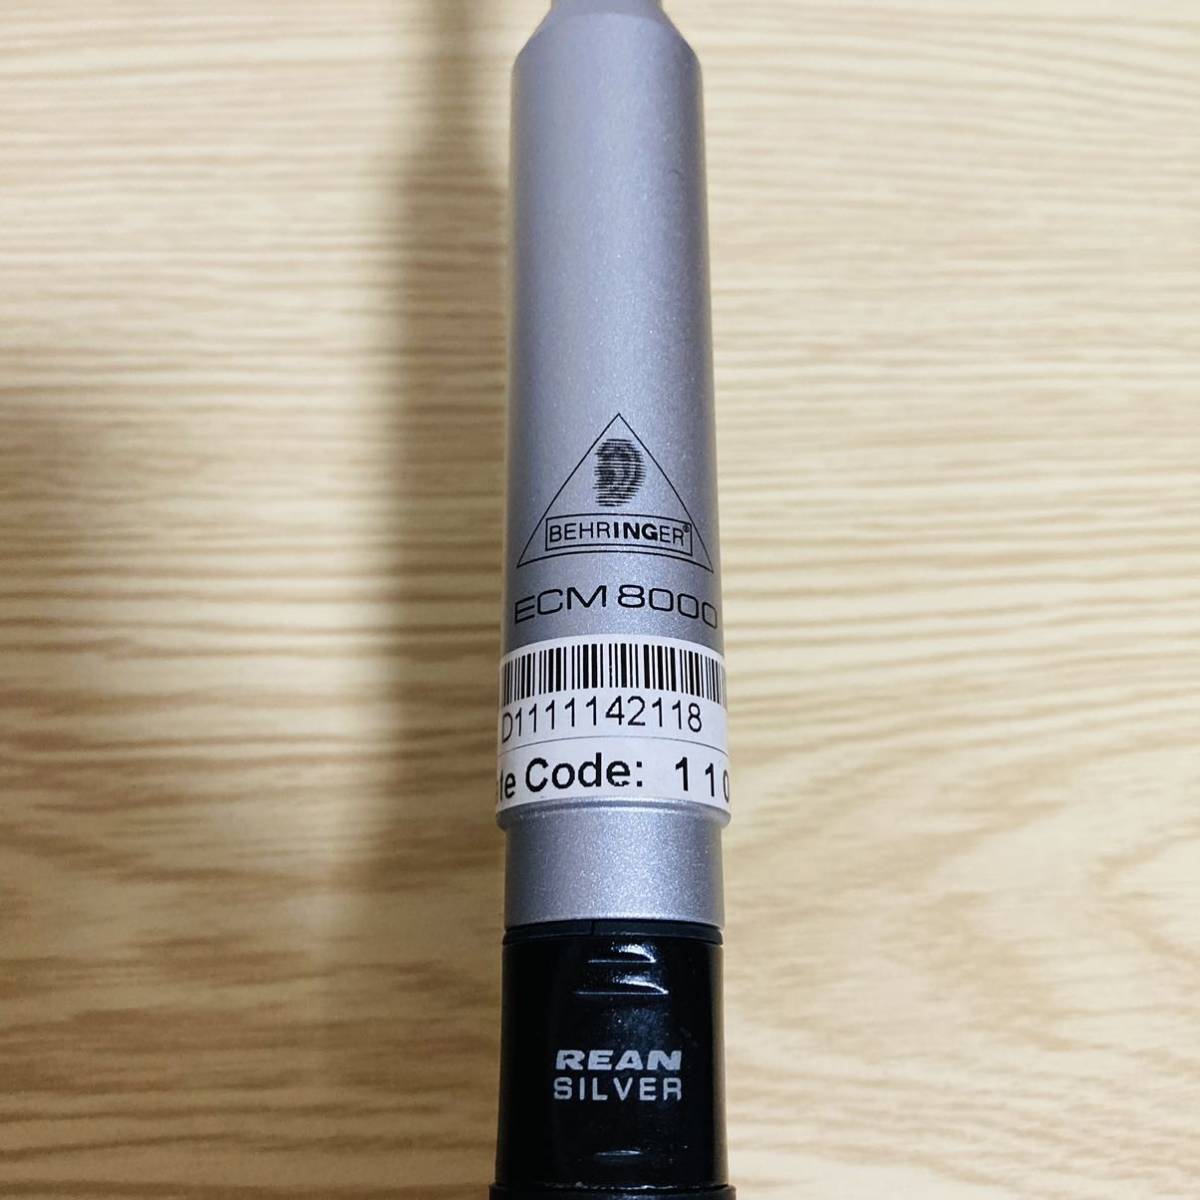 BEHRINGER®
ECM 8000
D1111142118
Code: 110
REAN
SILVER